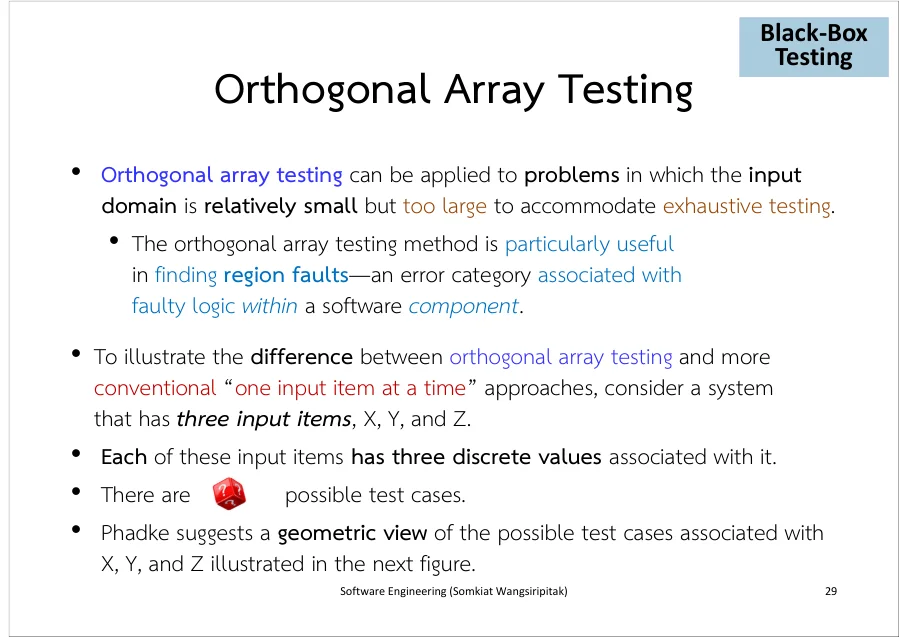 Black-Box
Testing
Orthogonal Array Testing
• Orthogonal array testing can be applied to problems in which the input
domain is relatively small but too large to accommodate exhaustive testing.
• The orthogonal array testing method is particularly useful
in finding region faults—an error category associated with
faulty logic within a software component.
• To illustrate the difference between orthogonal array testing and more
conventional “one input item at a time” approaches, consider a system
that has three input items, X, Y, and Z.
• Each of these input items has three discrete values associated with it.
• There are possible test cases.
• Phadke suggests a geometric view of the possible test cases associated with
X, Y, and Z illustrated in the next figure.
Software Engineering (Somkiat Wangsiripitak)
29